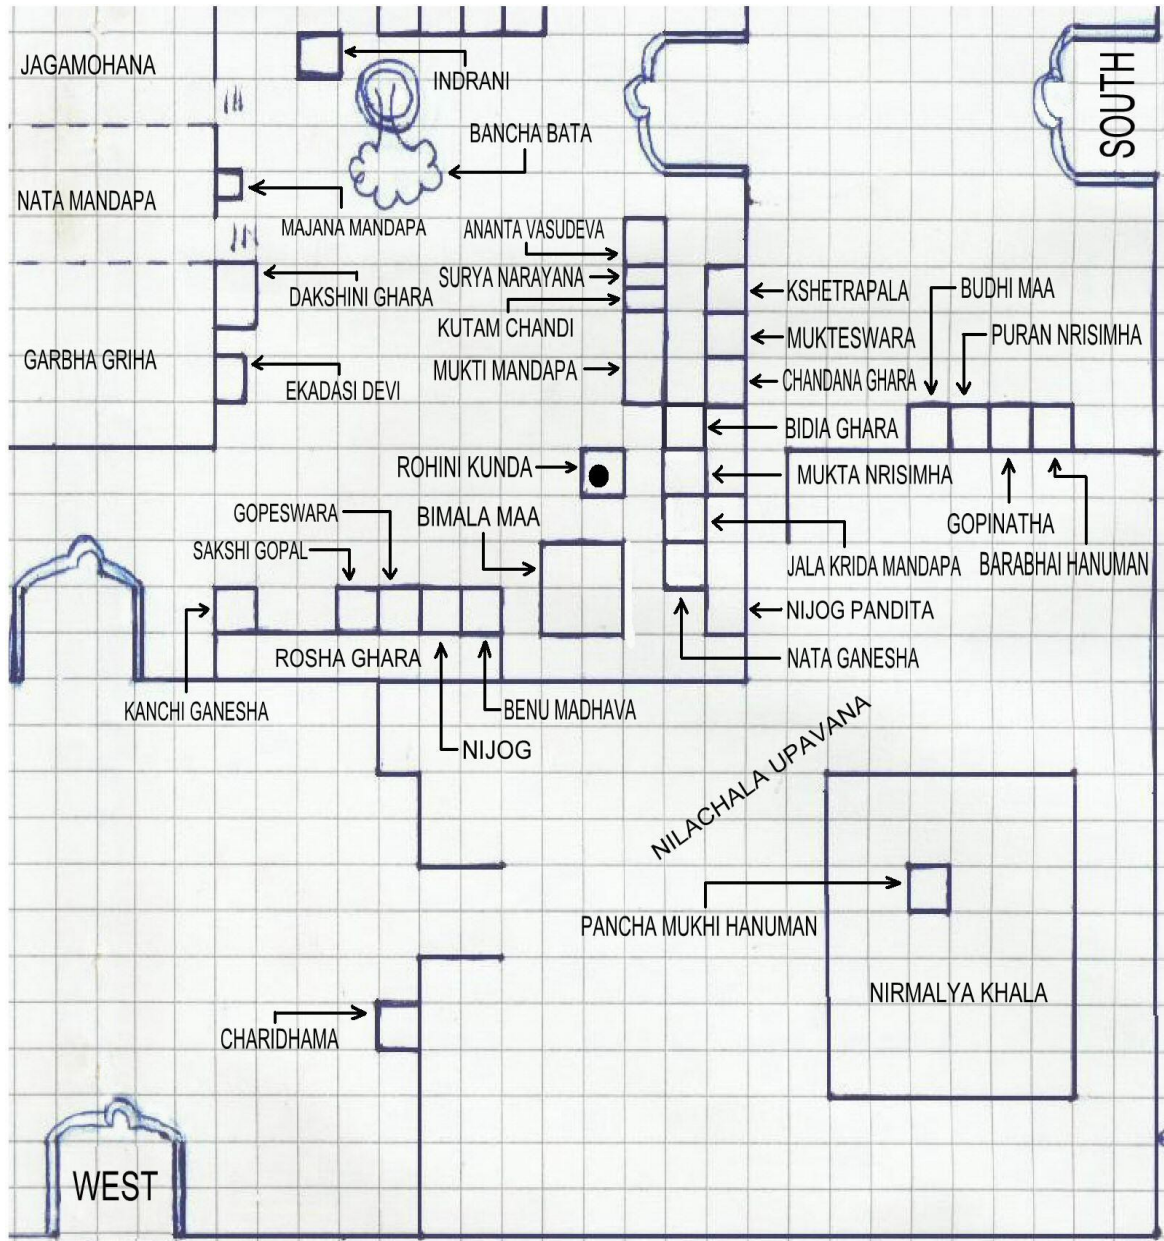 JAGAMOHANA
INDRANI
SOUTH
BANCHA BATA
NATA MANDAPA
MAJANA MANDAPA
ANANTA VASUDEVA
SURYA NARAYANA
DAKSHINI GHARA
KSHETRAPALA
BUDHI MAA
KUTAM CHANDI
MUKTESWARA
PURAN NRISIMHA
GARBHA GRIHA
MUKTI MANDAPA
CHANDANA GHARA
EKADASI DEVI
BIDIA GHARA
ROHINI KUNDA
MUKTA NRISIMHA
GOPESWARA
BIMALA MAA
GOPINATHA
SAKSHI GOPAL
JALA KRIDA MANDAPA
BARABHAI HANUMAN
NIJOG PANDITA
ROSHA GHARA
NATA GANESHA
KANCHI GANESHA
BENU MADHAVA
NIJOG
NILACHALA UPAVANA
PANCHA MUKHI HANUMAN
NIRMALYA KHALA
CHARIDHAMA
WEST